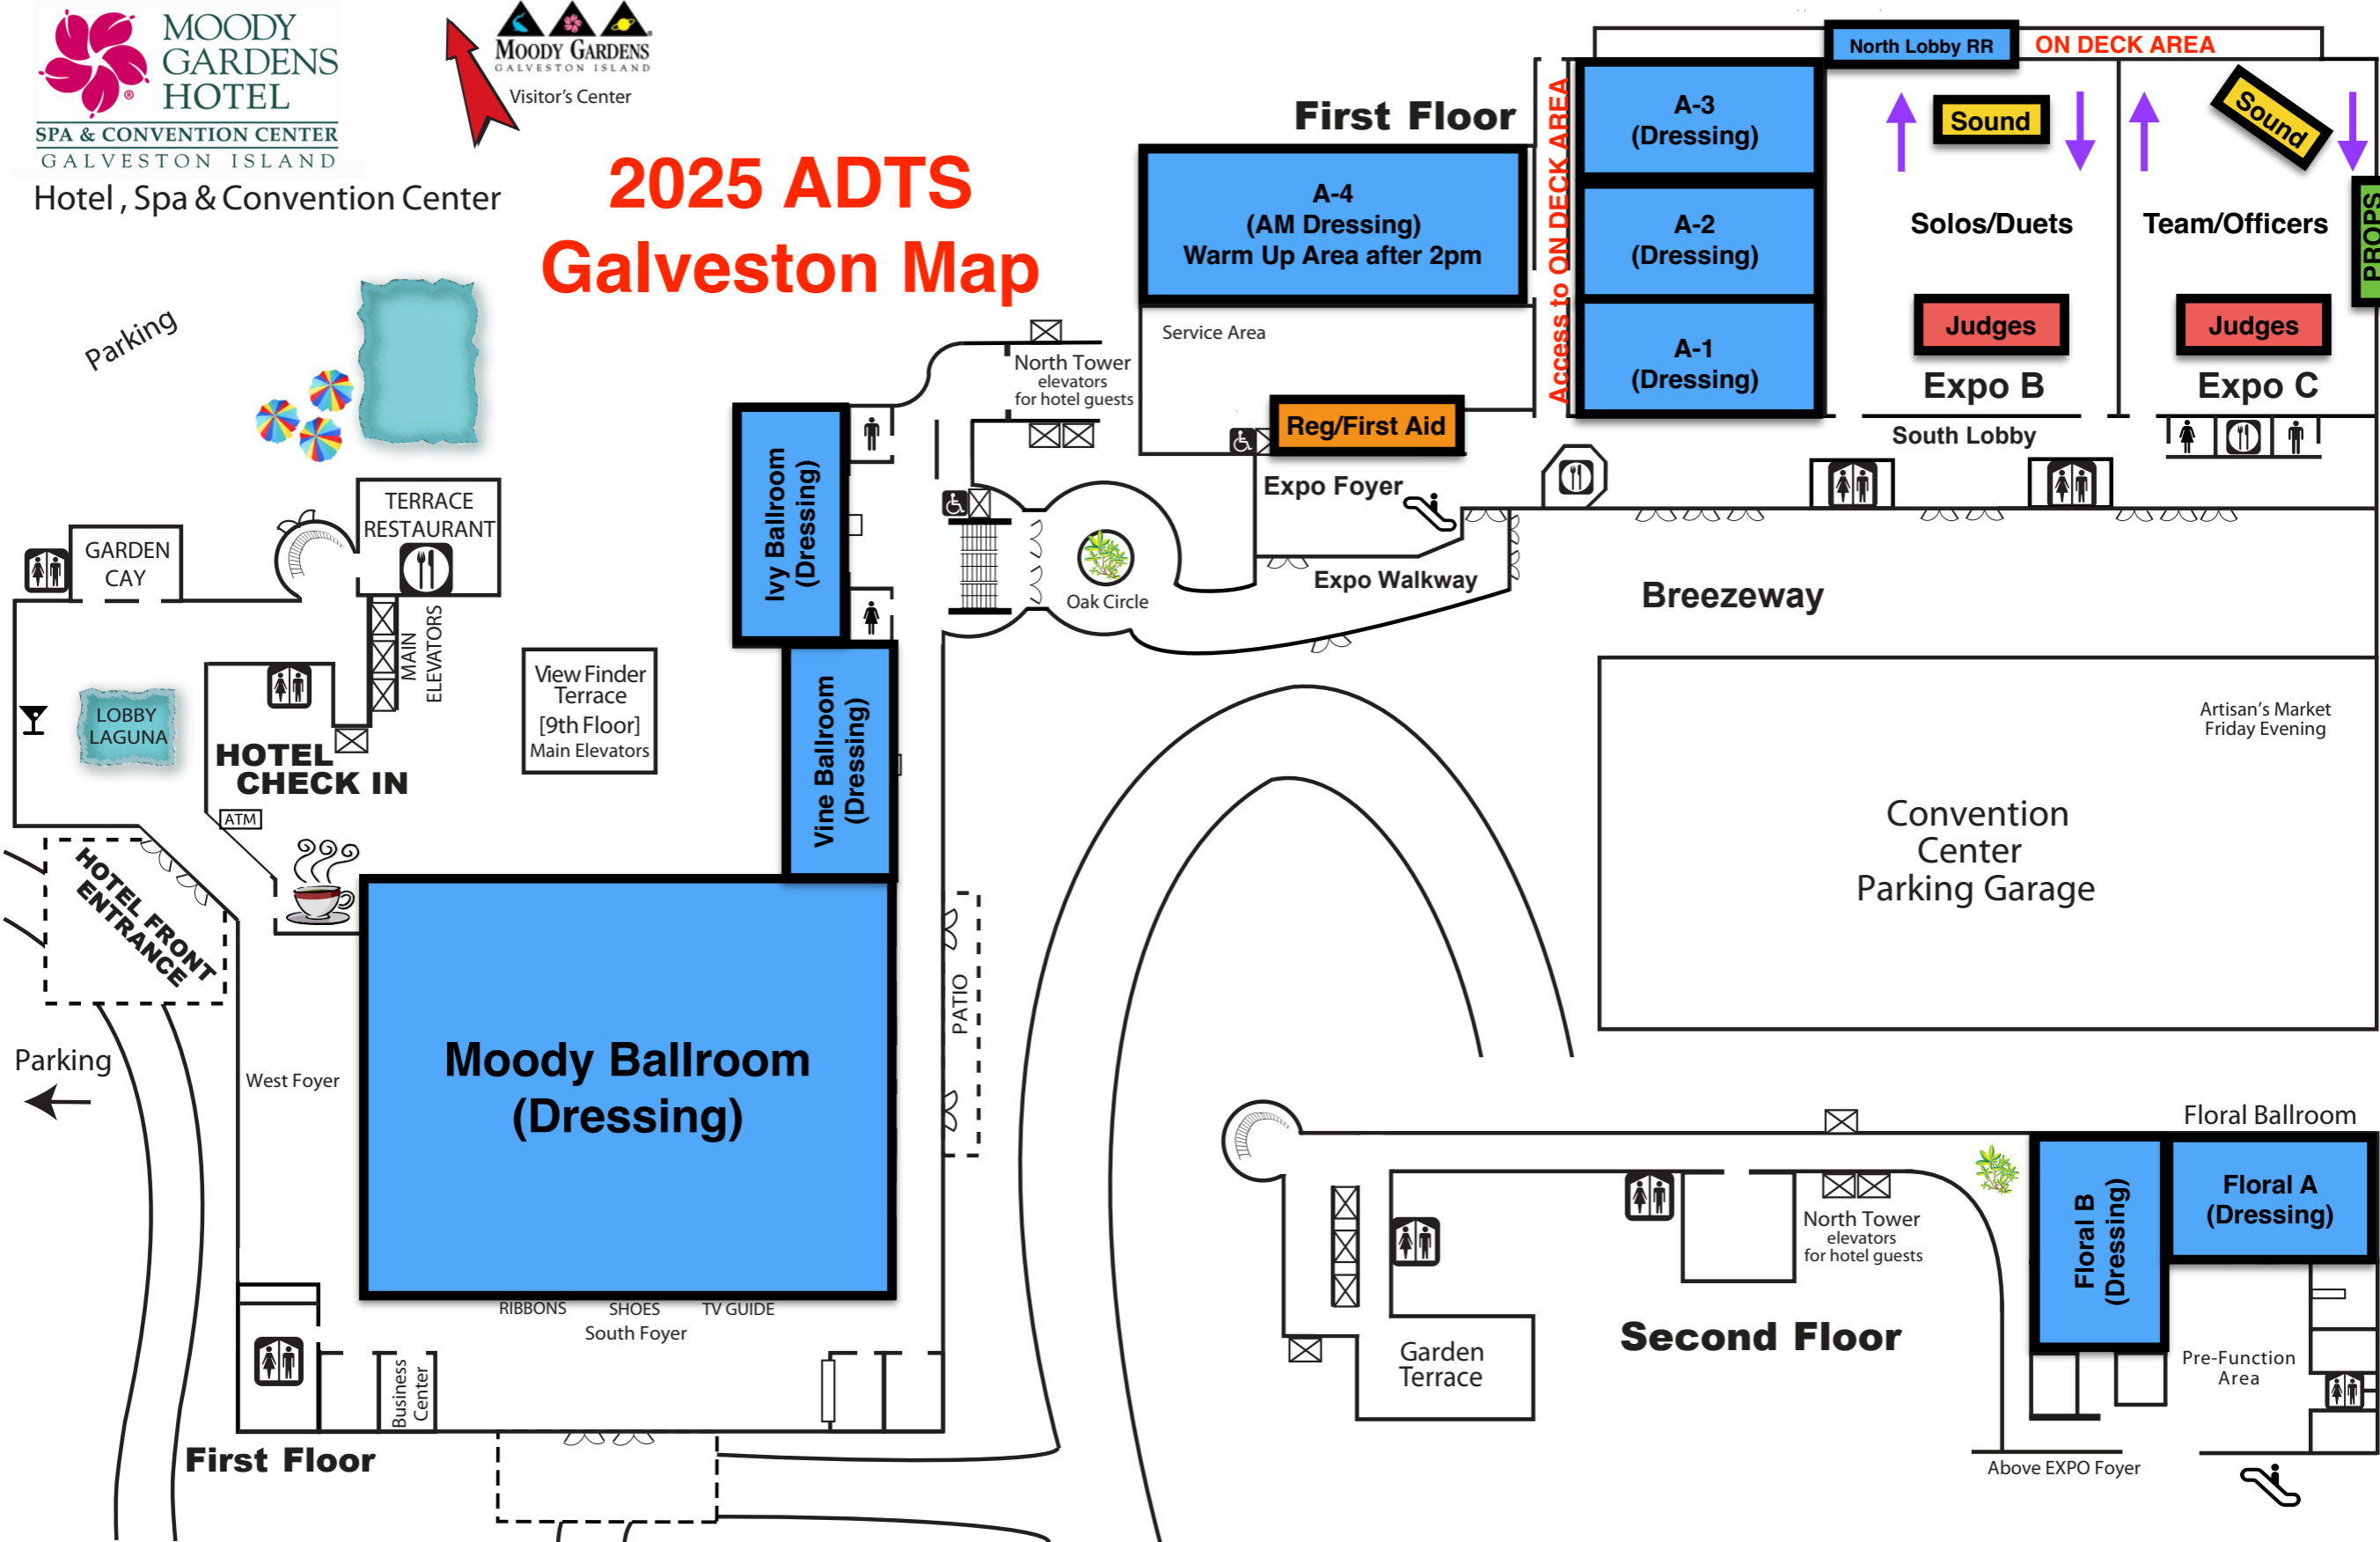 MOODY
GARDENS
HOTEL
®
SPA & CONVENTION CENTER
GALVESTON ISLAND
Hotel, Spa & Convention Center
MOODY GARDENS
GALVESTON ISLAND
Visitor's Center
2025 ADTS
Galveston Map
Parking
TERRACE
RESTAURANT
GARDEN
CAY
MAIN
ELEVATORS
LOBBY
LAGUNA
HOTEL
CHECK IN
ATM
HOTEL FRONT
ENTRANCE
View Finder
Terrace
[9th Floor]
Main Elevators
Ivy Ballroom
(Dressing)
Vine Ballroom
(Dressing)
Moody Ballroom
(Dressing)
PATIO
Parking
West Foyer
RIBBONS
SHOES
TV GUIDE
South Foyer
Business
Center
First Floor
North Tower
elevators
for hotel guests
Oak Circle
First Floor
A-4
(AM Dressing)
Warm Up Area after 2pm
Service Area
Reg/First Aid
Expo Foyer
Expo Walkway
Access to ON DECK AREA
A-3
(Dressing)
A-2
(Dressing)
A-1
(Dressing)
North Lobby RR
ON DECK AREA
Sound
Sound
Solos/Duets
Team/Officers
PROPS
Judges
Judges
Expo B
Expo C
South Lobby
Breezeway
Artisan's Market
Friday Evening
Convention
Center
Parking Garage
Floral Ballroom
Floral B
(Dressing)
Floral A
(Dressing)
North Tower
elevators
for hotel guests
Second Floor
Garden
Terrace
Pre-Function
Area
Above EXPO Foyer